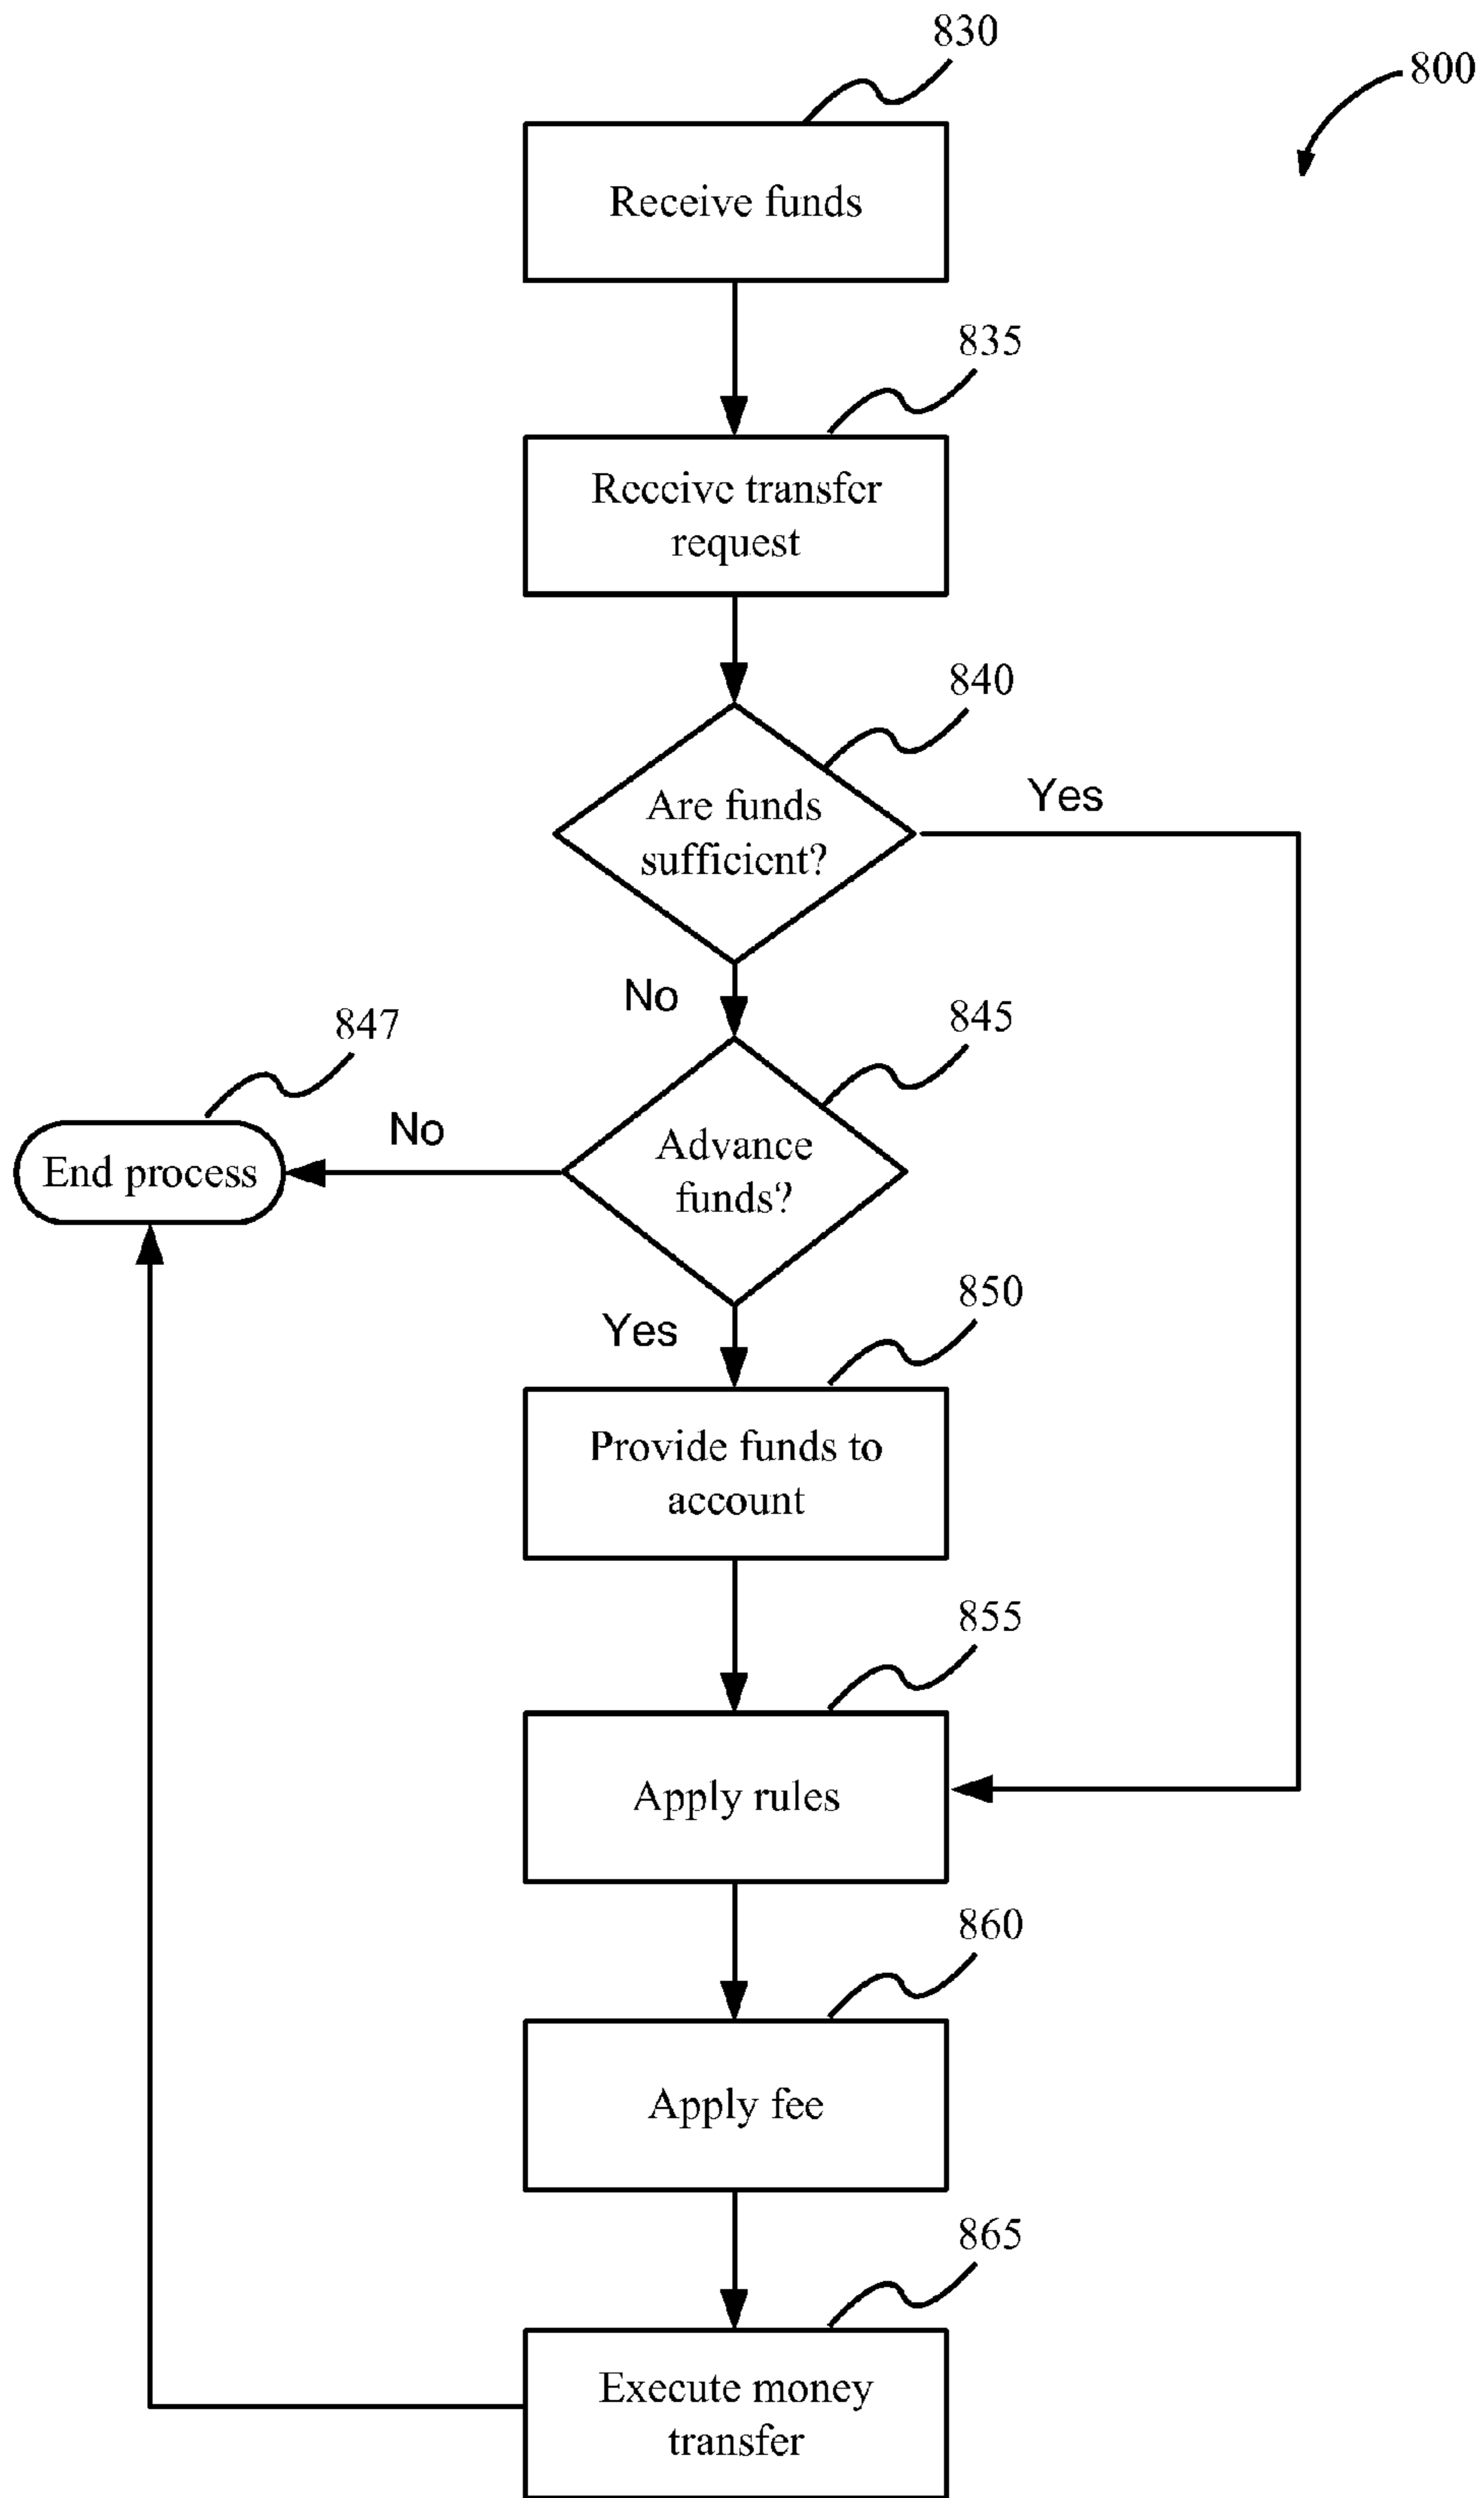 830
800
Receive funds
835
Receive transfer
request
840
Are funds
sufficient?
Yes
No
845
847
No
End process
Advance
funds?
850
Yes
Provide funds to
account
855
Apply rules
860
Apply fee
865
Execute money
transfer